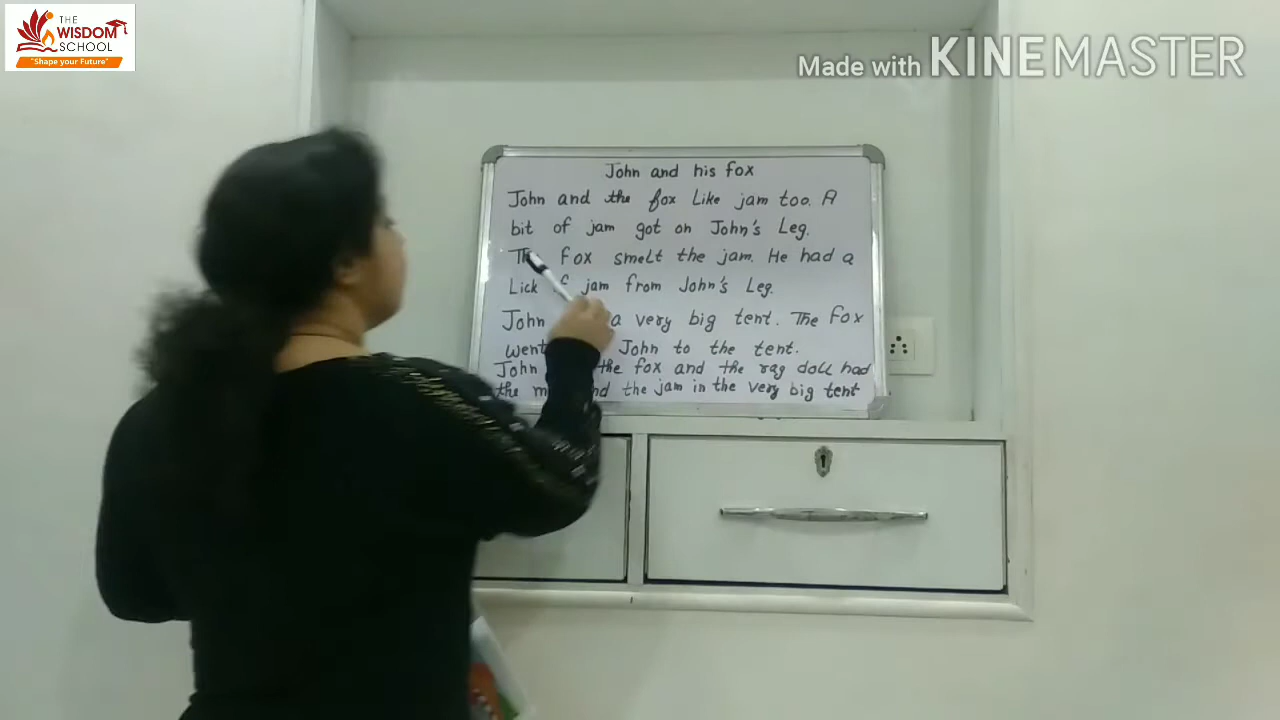 THE
WISDOM
SCHOOL
"Shape your Future"
Made with KINEMASTER
John and his fox
John and the fox Like jam too. A
bit of jam got on John's Leg.
fox smelt the jam. He had a
Lick jam from John's Leg.
John a very big tent. The fox
went John to the tent.
John the fox and the rag doll had
the the jam in the very big tent